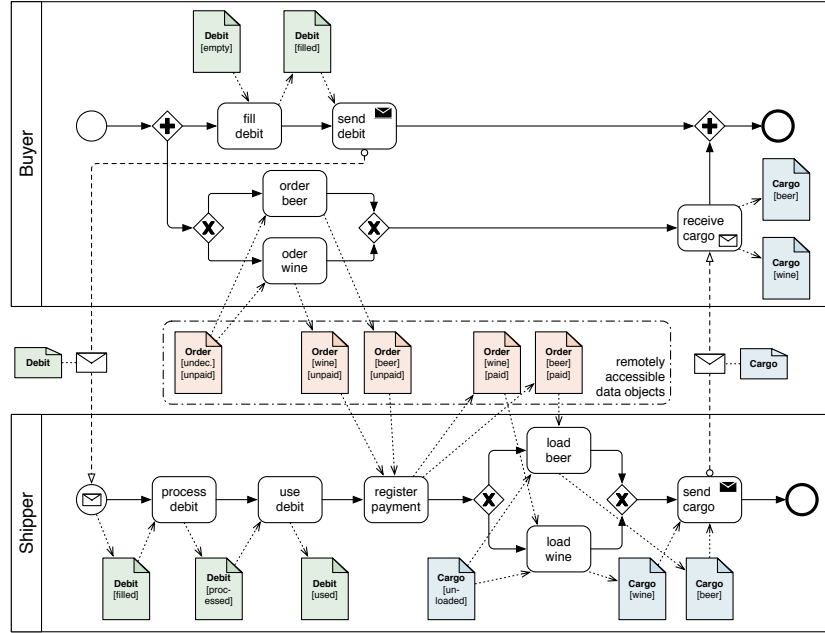 Buyer
Debit
[empty]
Debit
[filled]
fill
debit
send
debit
order
beer
oder
wine
receive
cargo
Cargo
[beer]
Cargo
[wine]
Debit
Order
[undec.]
[unpaid]
Order
[wine]
[unpaid]
Order
[beer]
[unpaid]
Order
[wine]
[paid]
Order
[beer]
[paid]
remotely
accessible
data objects
Cargo
Shipper
process
debit
use
debit
register
payment
load
beer
load
wine
send
cargo
Debit
[filled]
Debit
[proc-
essed]
Debit
[used]
Cargo
[un-
loaded]
Cargo
[wine]
Cargo
[beer]